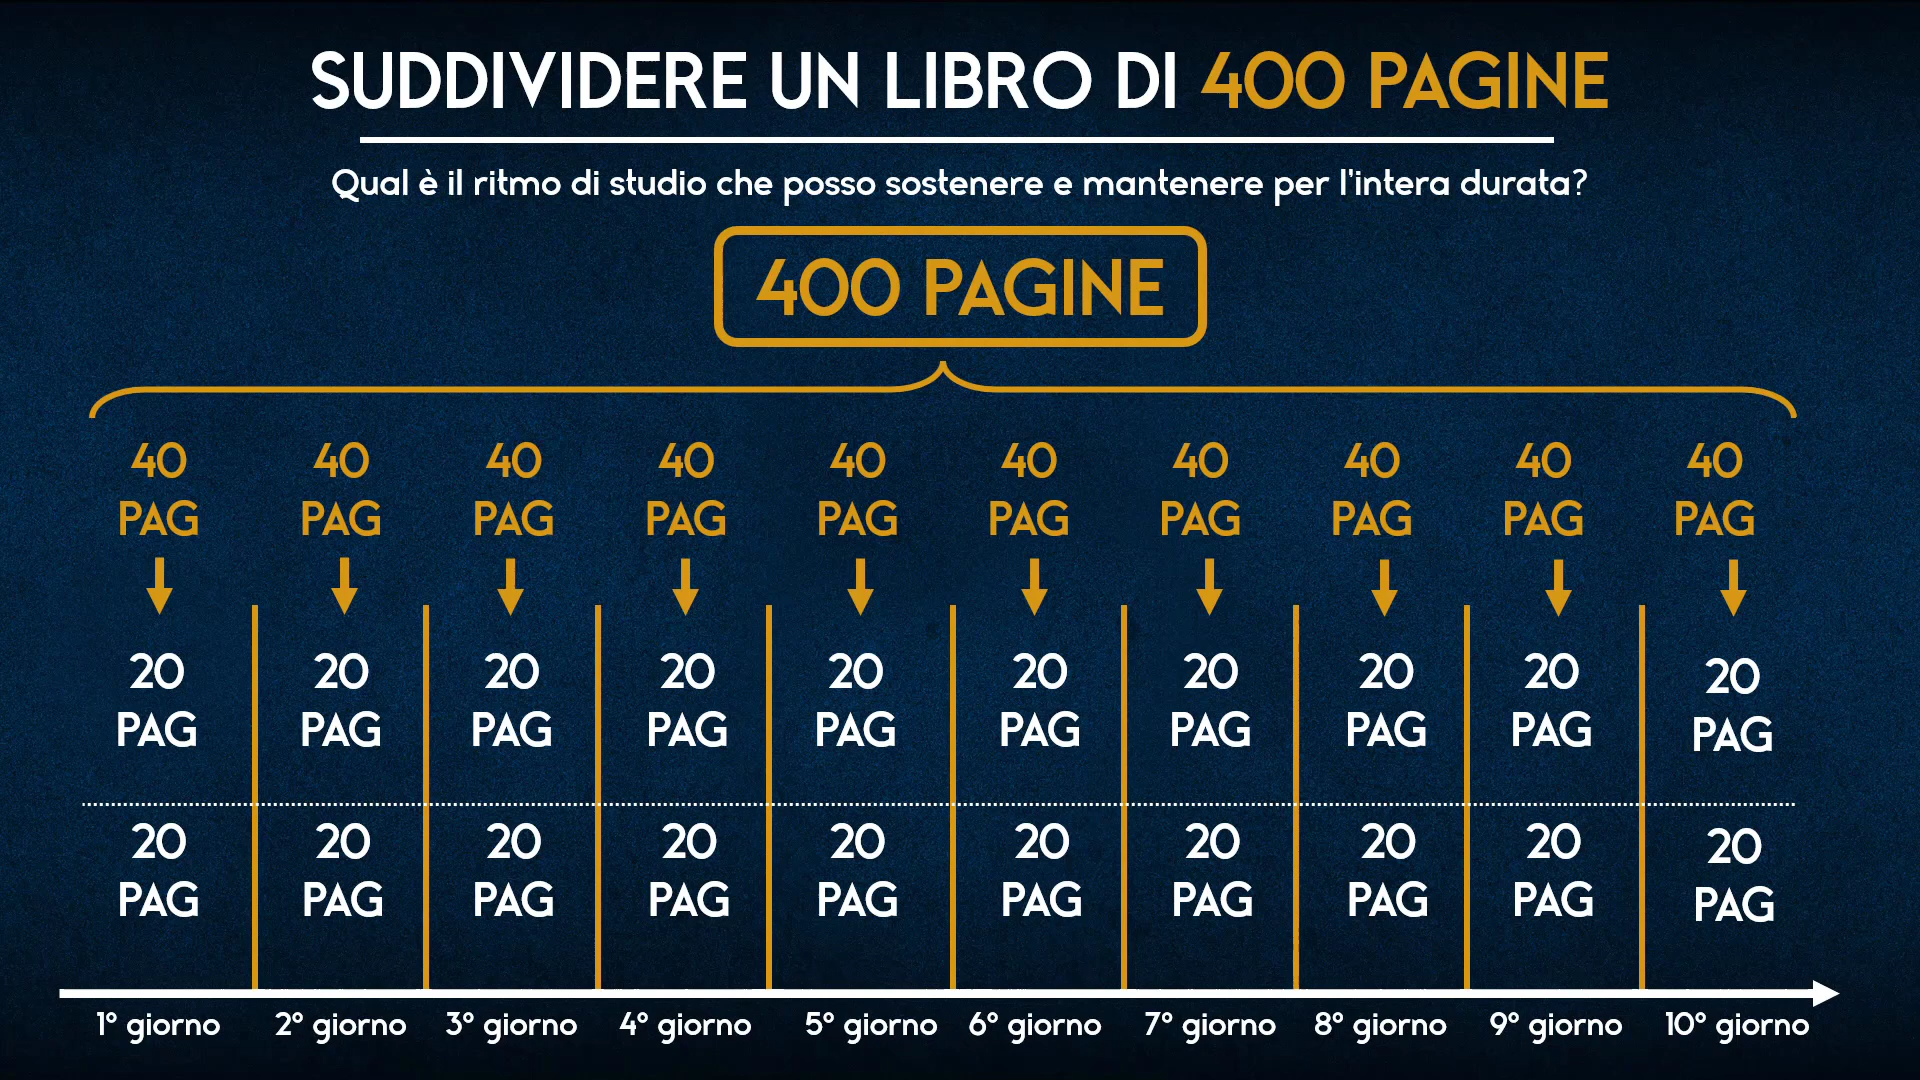 SUDDIVIDERE UN LIBRO DI 400 PAGINE
Qual è il ritmo di studio che posso sostenere e mantenere per l'intera durata?
400 PAGINE
40 40 40 40 40 40 40 40 40 40
PAG PAG PAG PAG PAG PAG PAG PAG PAG PAG
20 20 20 20 20 20 20 20 20 20
PAG PAG PAG PAG PAG PAG PAG PAG PAG PAG
20 20 20 20 20 20 20 20 20 20
PAG PAG PAG PAG PAG PAG PAG PAG PAG PAG
1° giorno 2° giorno 3° giorno 4° giorno 5° giorno 6° giorno 7° giorno 8° giorno 9° giorno 10° giorno